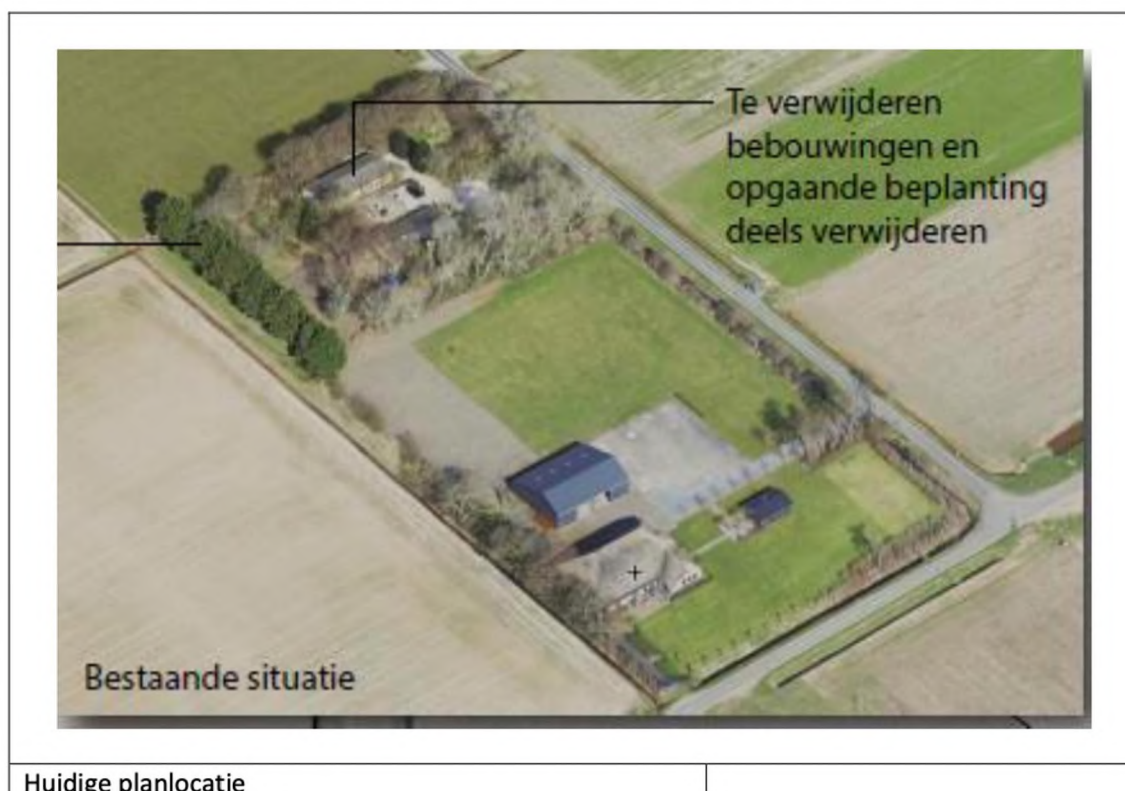 Te verwijderen
bebouwingen en
opgaande beplanting
deels verwijderen
Bestaande situatie
Huidige planlocatie